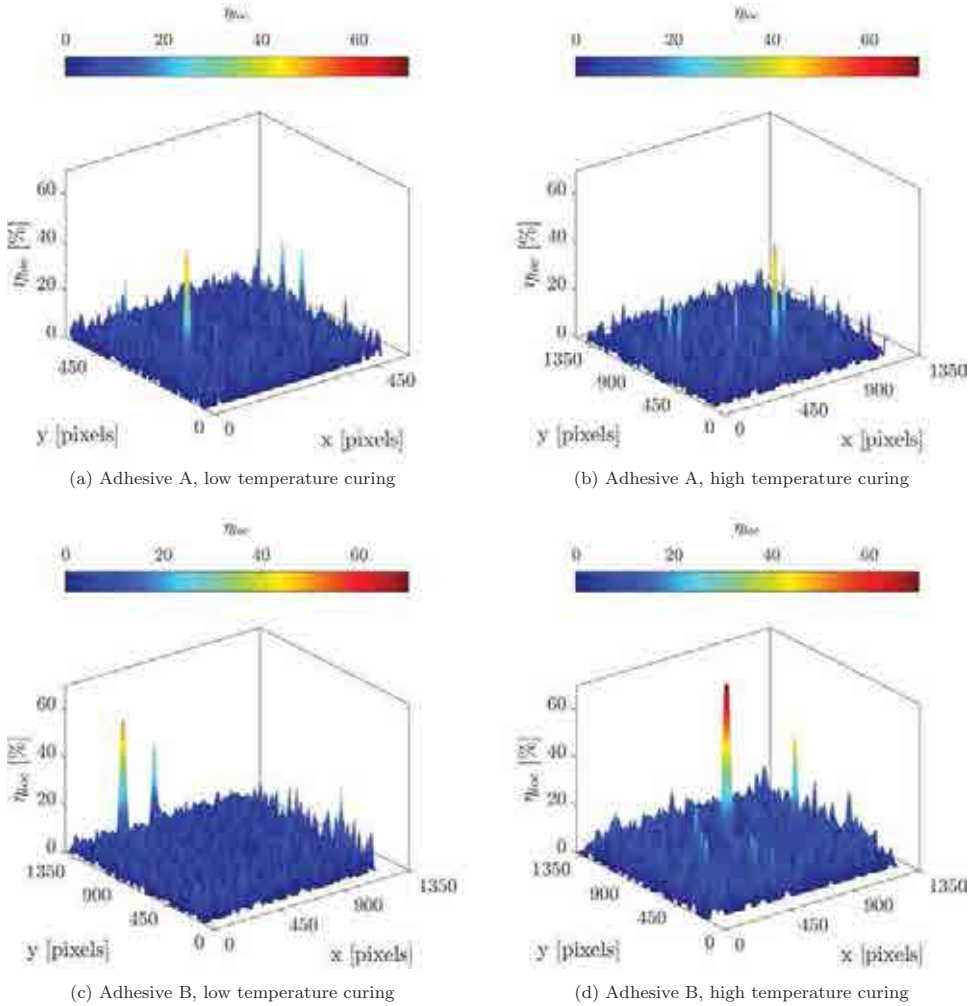 η_loc η_loc
0 20 40 60 0 20 40 60
60 60
40 40
20 20
0 0
η_loc [%] η_loc [%]
450 1350 900 450 0
0 450 0 450 900 1350
y [pixels] x [pixels] y [pixels] x [pixels]
(a) Adhesive A, low temperature curing (b) Adhesive A, high temperature curing
η_loc η_loc
0 20 40 60 0 20 40 60
60 60
40 40
20 20
0 0
η_loc [%] η_loc [%]
1350 900 450 0 1350 900 450 0
0 450 900 1350 0 450 900 1350
y [pixels] x [pixels] y [pixels] x [pixels]
(c) Adhesive B, low temperature curing (d) Adhesive B, high temperature curing